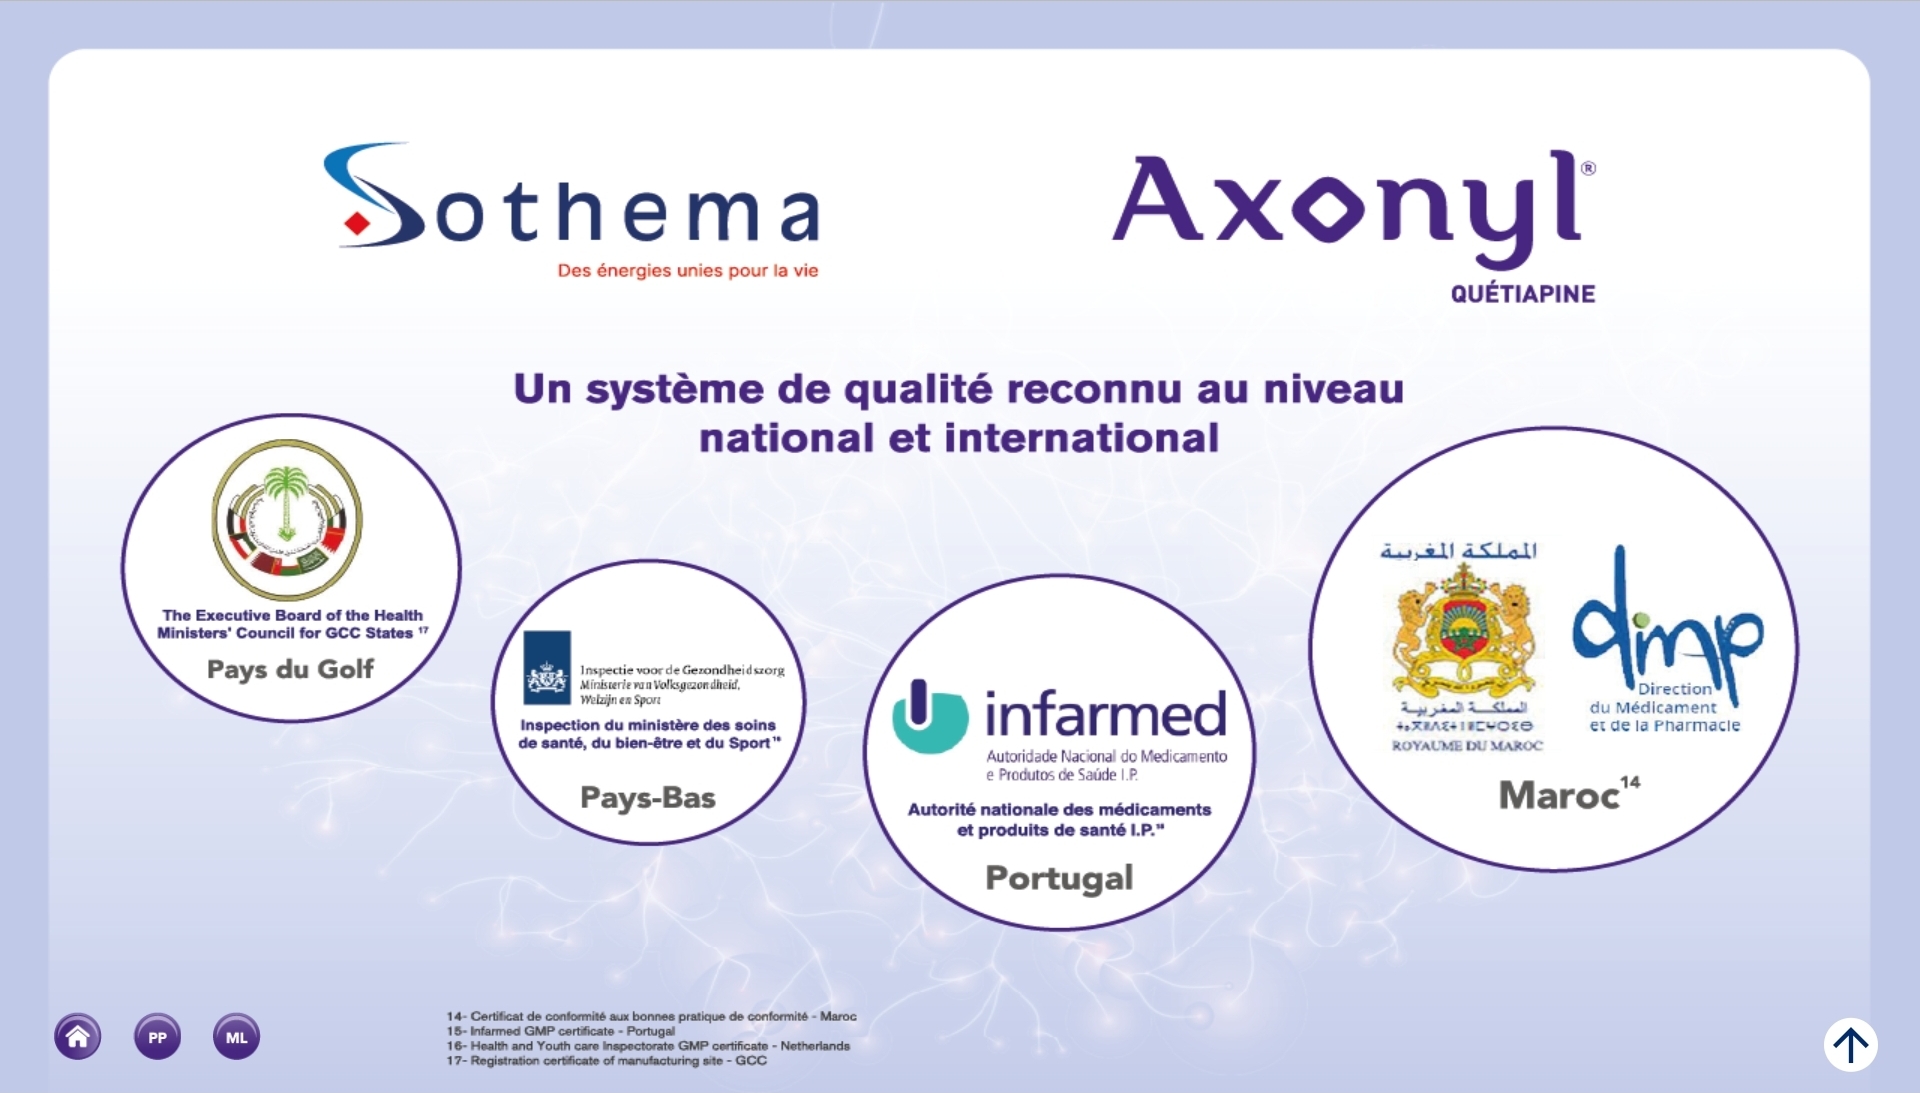 Sothema
Des énergies unies pour la vie
Axonyl®
QUÉTIAPINE
Un système de qualité reconnu au niveau
national et international
The Executive Board of the Health
Ministers' Council for GCC States 17
Pays du Golf
Inspectie voor de Gezondheidszorg
Ministerie van Volksgezondheid,
Welzijn en Sport
Inspection du ministère des soins
de santé, du bien-être et du Sport 16
Pays-Bas
infarmed
Autoridade Nacional do Medicamento
e Produtos de Saúde I.P.
Autorité nationale des médicaments
et produits de santé I.P.
Portugal
المملكة المغربية
المملكة المغربية
ⵜⴰⴳⵍⴷⵉⵜ ⵏ ⵍⵎⵖⵔⵉⴱ
ROYAUME DU MAROC
dmp
Direction
du Médicament
et de la Pharmacie
Maroc14
PP
ML
14- Certificat de conformité aux bonnes pratique de conformité - Maroc
15- Infarmed GMP certificate - Portugal
16- Health and Youth care Inspectorate GMP certificate - Netherlands
17- Registration certificate of manufacturing site - GCC